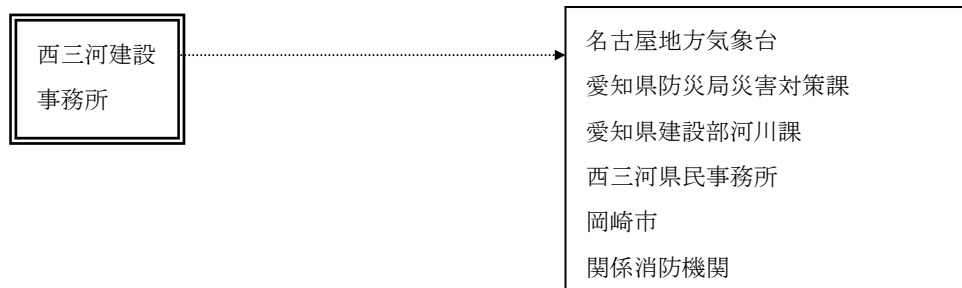 西三河建設
事務所
名古屋地方気象台
愛知県防災局災害対策課
愛知県建設部河川課
西三河県民事務所
岡崎市
関係消防機関